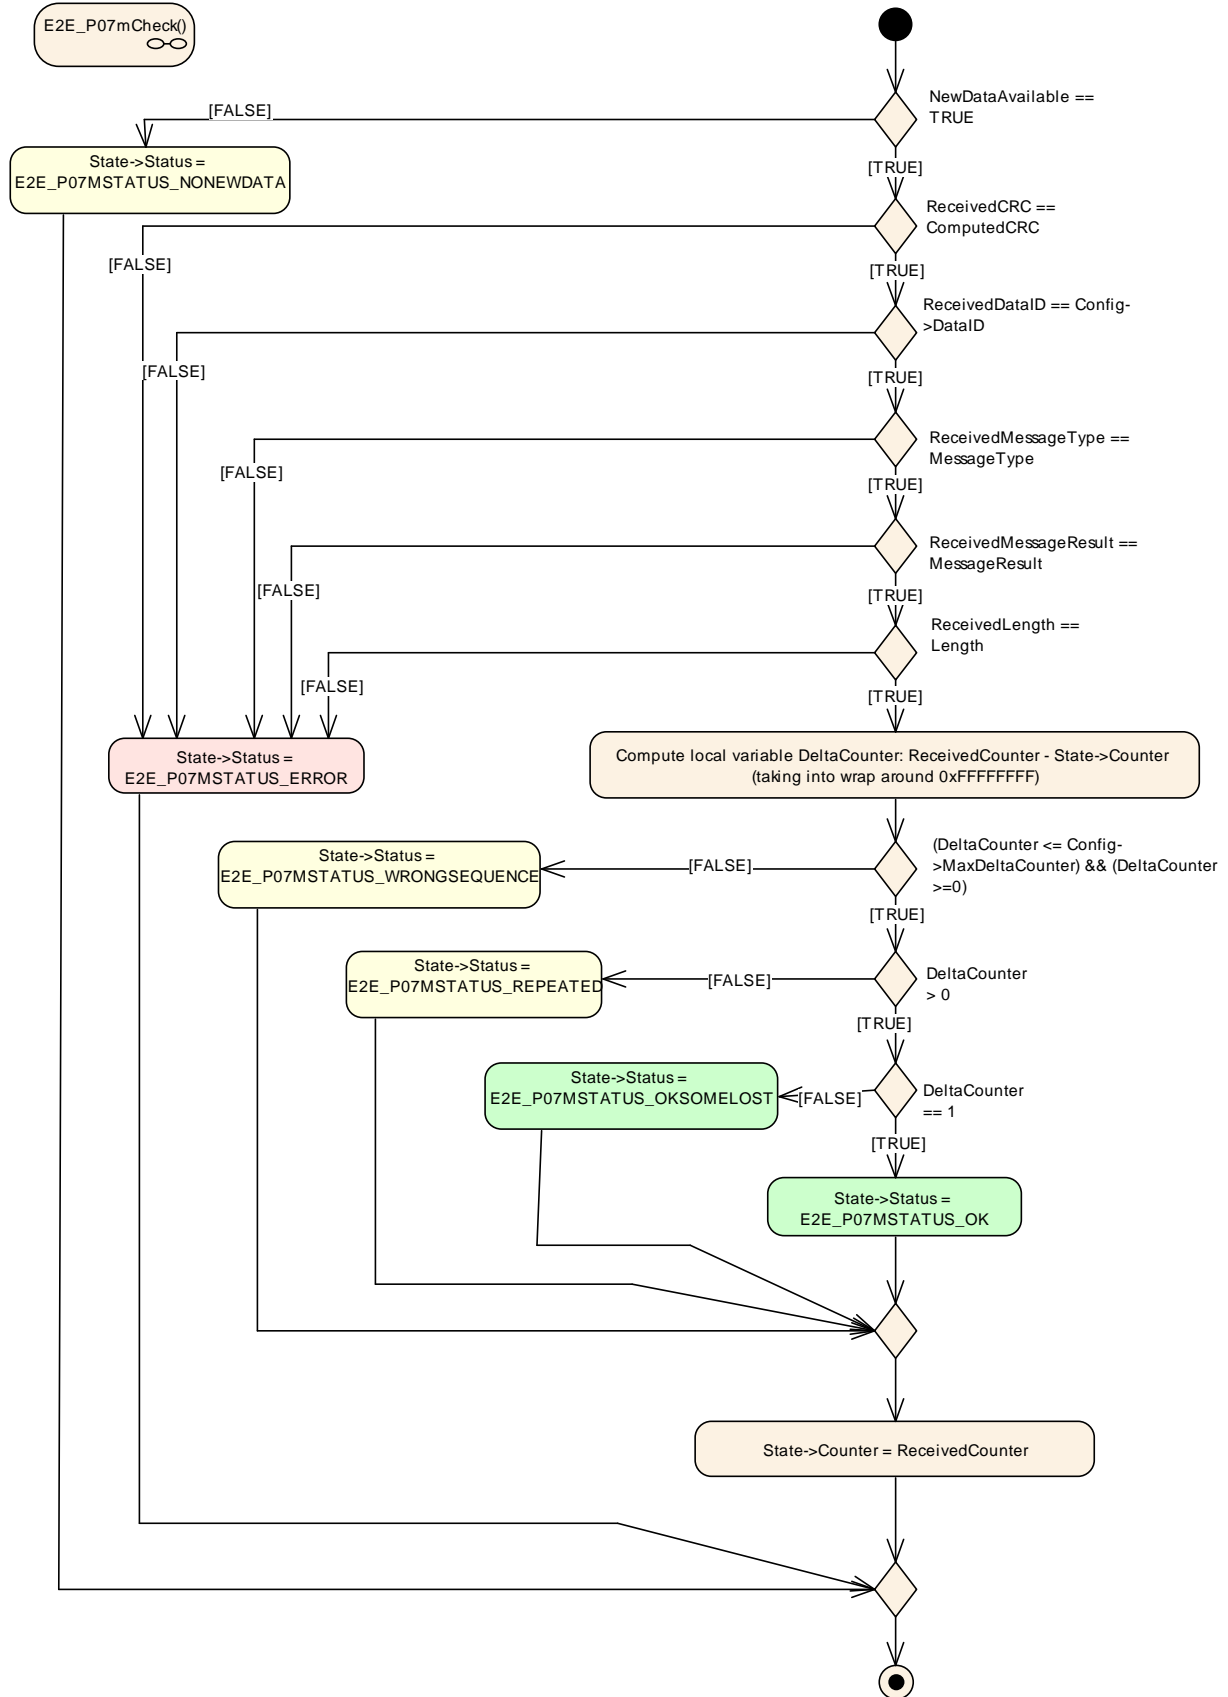 E2E_P07mCheck()
NewDataAvailable ==
TRUE
[FALSE]
State->Status =
E2E_P07MSTATUS_NONEWDATA
[TRUE]
ReceivedCRC ==
ComputedCRC
[FALSE]
[TRUE]
ReceivedDataID == Config-
>DataID
[FALSE]
[TRUE]
ReceivedMessageType ==
MessageType
[FALSE]
[TRUE]
ReceivedMessageResult ==
MessageResult
[FALSE]
[TRUE]
ReceivedLength ==
Length
[FALSE]
[TRUE]
State->Status =
E2E_P07MSTATUS_ERROR
Compute local variable DeltaCounter: ReceivedCounter - State->Counter
(taking into wrap around 0xFFFFFFFF)
(DeltaCounter <= Config-
>MaxDeltaCounter) && (DeltaCounter
>=0)
[FALSE]
State->Status =
E2E_P07MSTATUS_WRONGSEQUENCE
[TRUE]
DeltaCounter
> 0
[FALSE]
State->Status =
E2E_P07MSTATUS_REPEATED
[TRUE]
DeltaCounter
== 1
[FALSE]
State->Status =
E2E_P07MSTATUS_OKSOMELOST
[TRUE]
State->Status =
E2E_P07MSTATUS_OK
State->Counter = ReceivedCounter